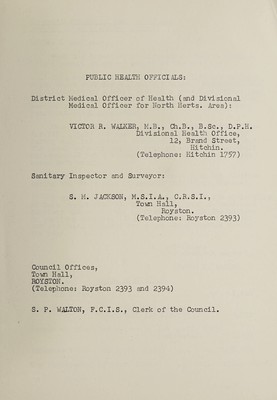 PUBLIC HEALTH OFFICIALS:
District Medical Officer of Health (and Divisional
Medical Officer for North Herts. Area):
VICTOR R. WALKER, M.B., Ch.B., B.Sc., D.P.H.
Divisional Health Office,
12, Brand Street,
Hitchin.
(Telephone: Hitchin 1757)
Sanitary Inspector and Surveyor:
S. H. JACKSON, M.S.I.A., C.R.S.I.,
Town Hall,
Royston.
(Telephone: Royston 2393)
Council Offices,
Town Hall,
ROYSTON.
(Telephone: Royston 2393 and 2394)
S. P. WALTON, F.C.I.S., Clerk of the Council.